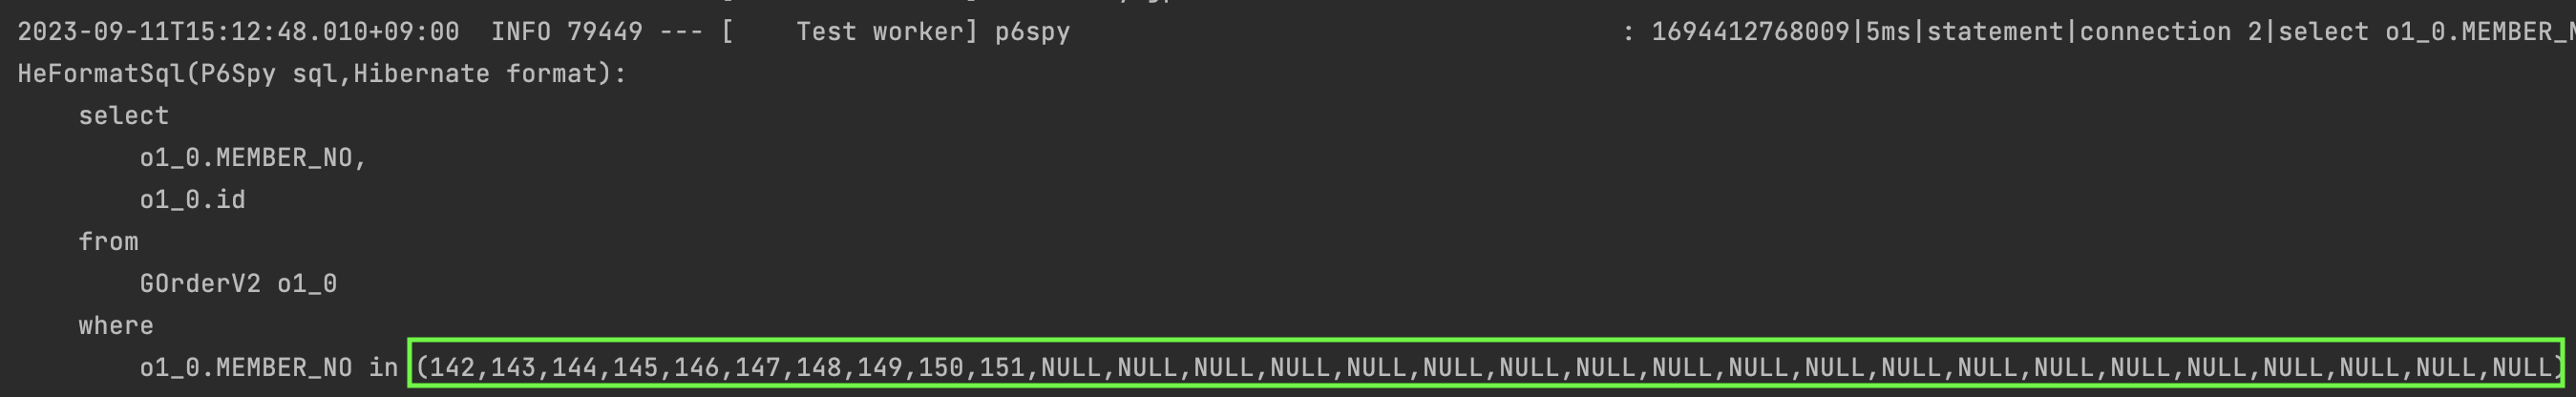 2023-09-11T15:12:48.010+09:00  INFO 79449 --- [    Test worker] p6spy                                    : 1694412768009|5ms|statement|connection 2|select o1_0.MEMBER_N
HeFormatSql(P6Spy sql,Hibernate format):
    select
        o1_0.MEMBER_NO,
        o1_0.id
    from
        GOrderV2 o1_0
    where
        o1_0.MEMBER_NO in (142,143,144,145,146,147,148,149,150,151,NULL,NULL,NULL,NULL,NULL,NULL,NULL,NULL,NULL,NULL,NULL,NULL,NULL,NULL,NULL,NULL,NULL,NULL,NULL,NULL)